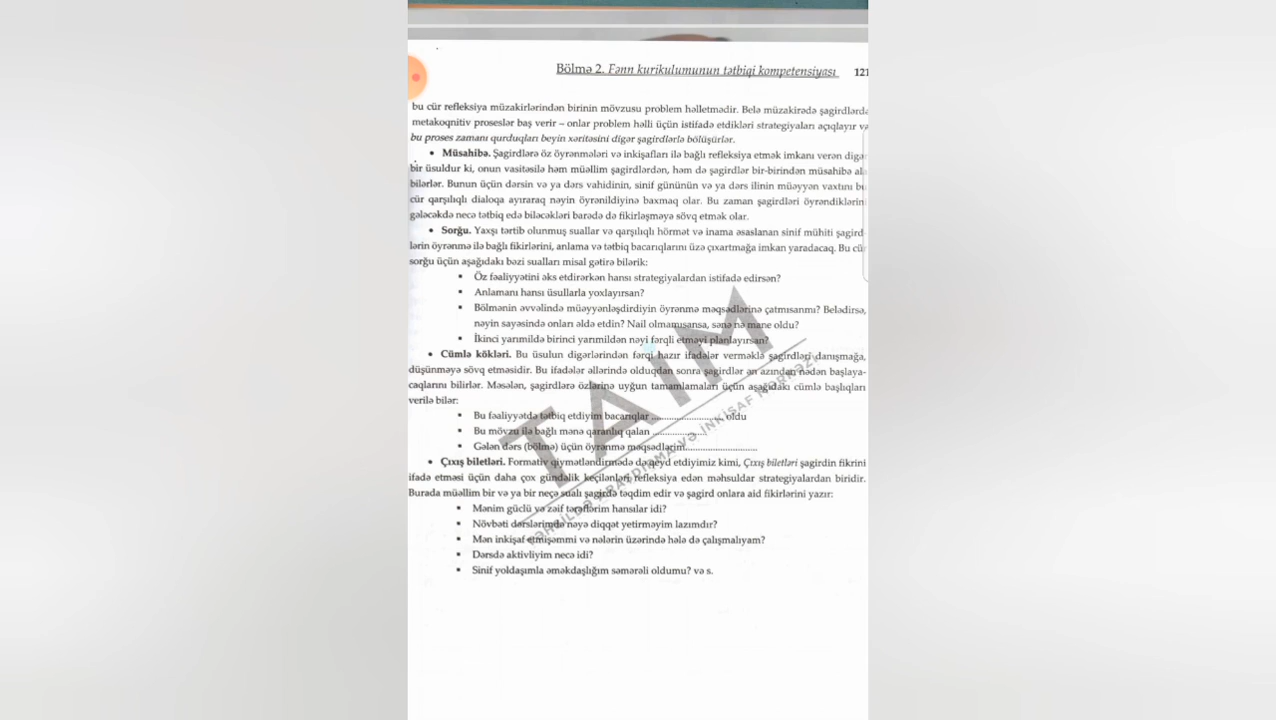 Bölmə 2. Fənn kurikulumunun tətbiqi kompetensiyası 121
bu cür refleksiya müzakirlərindən birinin mövzusu problem həlletmədir. Belə müzakirədə şagirdlərdə
metakoqnitiv proseslər baş verir – onlar problem həlli üçün istifadə etdikləri strategiyaları açıqlayır və
bu proses zamanı qurduqları beyin xəritəsini digər şagirdlərlə bölüşürlər.
• Müsahibə. Şagirdlərə öz öyrənmələri və inkişafları ilə bağlı refleksiya etmək imkanı verən digə
bir üsuldur ki, onun vasitəsilə həm müəllim şagirdlərdən, həm də şagirdlər bir-birindən müsahibə ala
bilərlər. Bunun üçün dərsin və ya dərs vahidinin, sinif gününün və ya dərs ilinin müəyyən vaxtını bu
cür qarşılıqlı dialoqa ayıraraq nəyin öyrənildiyinə baxmaq olar. Bu zaman şagirdləri öyrəndiklərini
gələcəkdə necə tətbiq edə biləcəkləri barədə də fikirləşməyə sövq etmək olar.
• Sorğu. Yaxşı tərtib olunmuş suallar və qarşılıqlı hörmət və inama əsaslanan sinif mühiti şagird-
lərin öyrənmə ilə bağlı fikirlərini, anlama və tətbiq bacarıqlarını üzə çıxartmağa imkan yaradacaq. Bu cür
sorğu üçün aşağıdakı bəzi sualları misal gətirə bilərik:
▪ Öz fəaliyyətini əks etdirərkən hansı strategiyalardan istifadə edirsən?
▪ Anlamanı hansı üsullarla yoxlayırsan?
▪ Bölmənin əvvəlində müəyyənləşdirdiyin öyrənmə məqsədlərinə çatmısanmı? Belədirsə,
nəyin sayəsində onları əldə etdin? Nail olmamısansa, sənə nə mane oldu?
▪ İkinci yarımildə birinci yarımildən nəyi fərqli etməyi planlayırsan?
• Cümlə kökləri. Bu üsulun digərlərindən fərqi hazır ifadələr verməklə şagirdləri danışmağa,
düşünməyə sövq etməsidir. Bu ifadələr əllərində olduqdan sonra şagirdlər ən azından nədən başlaya-
caqlarını bilirlər. Məsələn, şagirdlərə özlərinə uyğun tamamlamaları üçün aşağıdakı cümlə başlıqları
verilə bilər:
▪ Bu fəaliyyətdə tətbiq etdiyim bacarıqlar ........................... oldu
▪ Bu mövzu ilə bağlı mənə qaranlıq qalan .....................
▪ Gələn dərs (bölmə) üçün öyrənmə məqsədlərim...........................
• Çıxış biletləri. Formativ qiymətləndirmədə də qeyd etdiyimiz kimi, Çıxış biletləri şagirdin fikrini
ifadə etməsi üçün daha çox gündəlik keçilənləri refleksiya edən məhsuldar strategiyalardan biridir.
Burada müəllim bir və ya bir neçə sualı şagirdə təqdim edir və şagird onlara aid fikirlərini yazır:
▪ Mənim güclü və zəif tərəflərim hansılar idi?
▪ Növbəti dərslərimdə nəyə diqqət yetirməyim lazımdır?
▪ Mən inkişaf etmişəmmi və nələrin üzərində hələ də çalışmalıyam?
▪ Dərsdə aktivliyim necə idi?
▪ Sinif yoldaşımla əməkdaşlığım səmərəli oldumu? və s.
TAIM
TƏHSİLDƏ ARAŞDIRMA VƏ İNKİŞAF MƏRKƏZİ